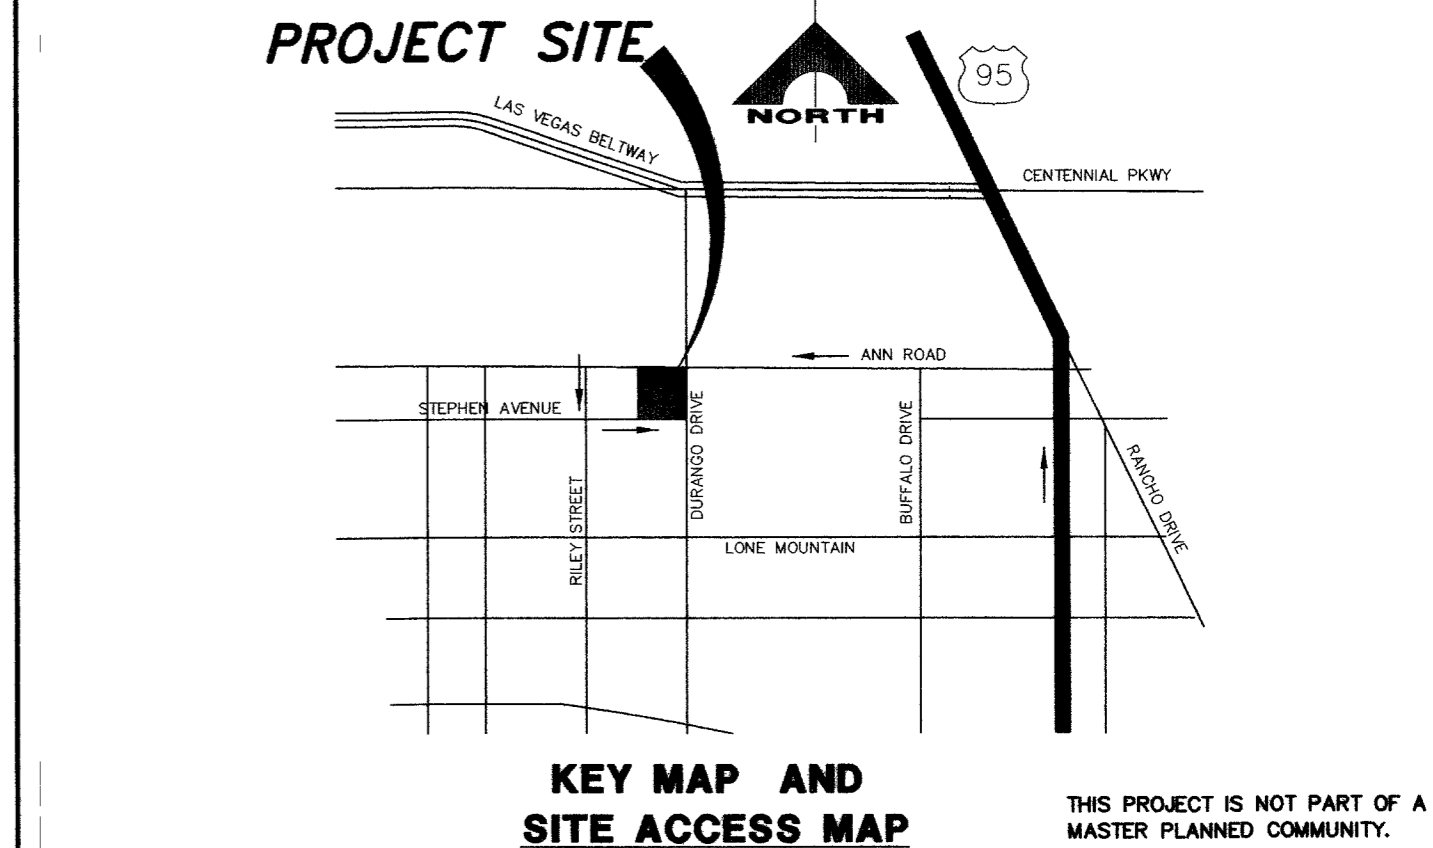 PROJECT SITE
NORTH
95
LAS VEGAS BELTWAY
CENTENNIAL PKWY
ANN ROAD
STEPHEN AVENUE
DURANGO DRIVE
BUFFALO DRIVE
RANCHO DRIVE
RILEY STREET
LONE MOUNTAIN
KEY MAP AND
SITE ACCESS MAP
THIS PROJECT IS NOT PART OF A
MASTER PLANNED COMMUNITY.